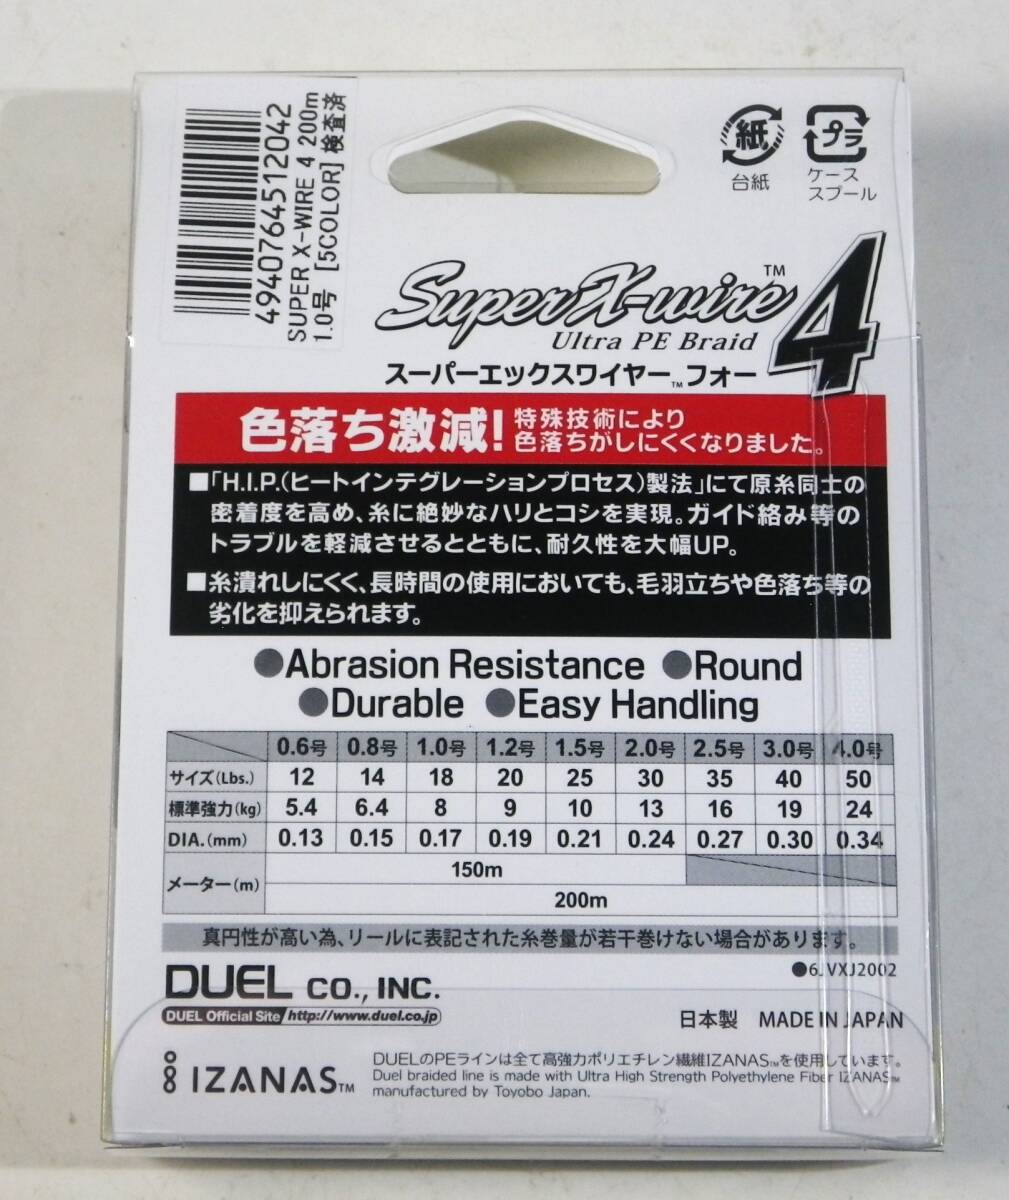 4940764512042
SUPER X-WIRE 4 200m
1.0号 [5COLOR] 検査済
紙
台紙
プラ
ケース
スプール
Super X-wire™ 4
Ultra PE Braid
スーパーエックスワイヤー™フォー
色落ち激減! 特殊技術により
色落ちがしにくくなりました。
■「H.I.P.(ヒートインテグレーションプロセス)製法」にて原糸同士の
密着度を高め、糸に絶妙なハリとコシを実現。ガイド絡み等の
トラブルを軽減させるとともに、耐久性を大幅UP。
■糸潰れしにくく、長時間の使用においても、毛羽立ちや色落ち等の
劣化を抑えられます。
●Abrasion Resistance ●Round
●Durable ●Easy Handling
0.6号 0.8号 1.0号 1.2号 1.5号 2.0号 2.5号 3.0号 4.0号
サイズ(Lbs.) 12 14 18 20 25 30 35 40 50
標準強力(kg) 5.4 6.4 8 9 10 13 16 19 24
DIA.(mm) 0.13 0.15 0.17 0.19 0.21 0.24 0.27 0.30 0.34
メーター(m) 150m
200m
真円性が高い為、リールに表記された糸巻量が若干巻けない場合があります。
●6JVXJ2002
DUEL CO., INC.
DUEL Official Site http://www.duel.co.jp
日本製 MADE IN JAPAN
IZANAS™
DUELのPEラインは全て高強力ポリエチレン繊維IZANAS™を使用しています。
Duel braided line is made with Ultra High Strength Polyethylene Fiber IZANAS™
manufactured by Toyobo Japan.